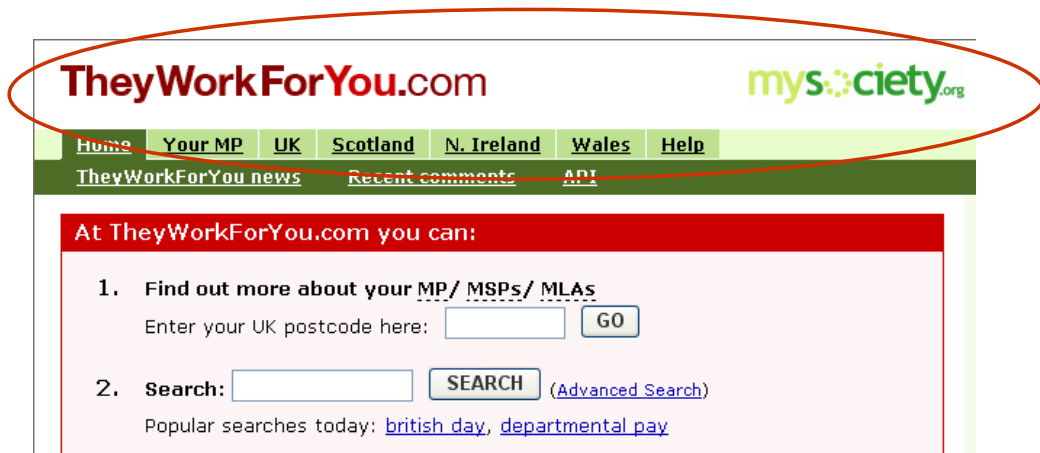 TheyWorkForYou.com mysociety.org
Home Your MP UK Scotland N. Ireland Wales Help
TheyWorkForYou news Recent comments API
At TheyWorkForYou.com you can:
1. Find out more about your MP/ MSPs/ MLAs
Enter your UK postcode here: GO
2. Search: SEARCH (Advanced Search)
Popular searches today: british day, departmental pay